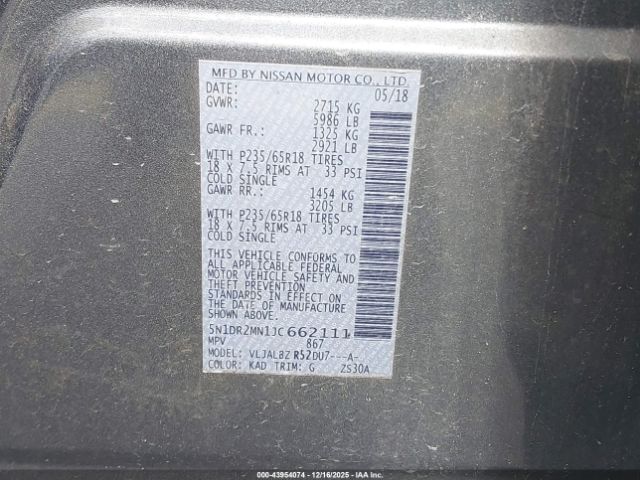 MFD BY NISSAN MOTOR CO., LTD.
DATE: 05/18
GVWR: 2715 KG
5986 LB
GAWR FR.: 1325 KG
2921 LB
WITH P235/65R18 TIRES
18 X 7.5 RIMS AT 33 PSI
COLD SINGLE
GAWR RR.: 1454 KG
3205 LB
WITH P235/65R18 TIRES
18 X 7.5 RIMS AT 33 PSI
COLD SINGLE
THIS VEHICLE CONFORMS TO
ALL APPLICABLE FEDERAL
MOTOR VEHICLE SAFETY AND
THEFT PREVENTION
STANDARDS IN EFFECT ON
THE DATE OF MANUFACTURE
SHOWN ABOVE.
5N1DR2MN1JC662111
MPV 867
MODEL: VLJALBZ R52DU7---A-
COLOR: KAD TRIM: G ZS30A
000-43954074 | 12/16/2025 - IAA Inc.